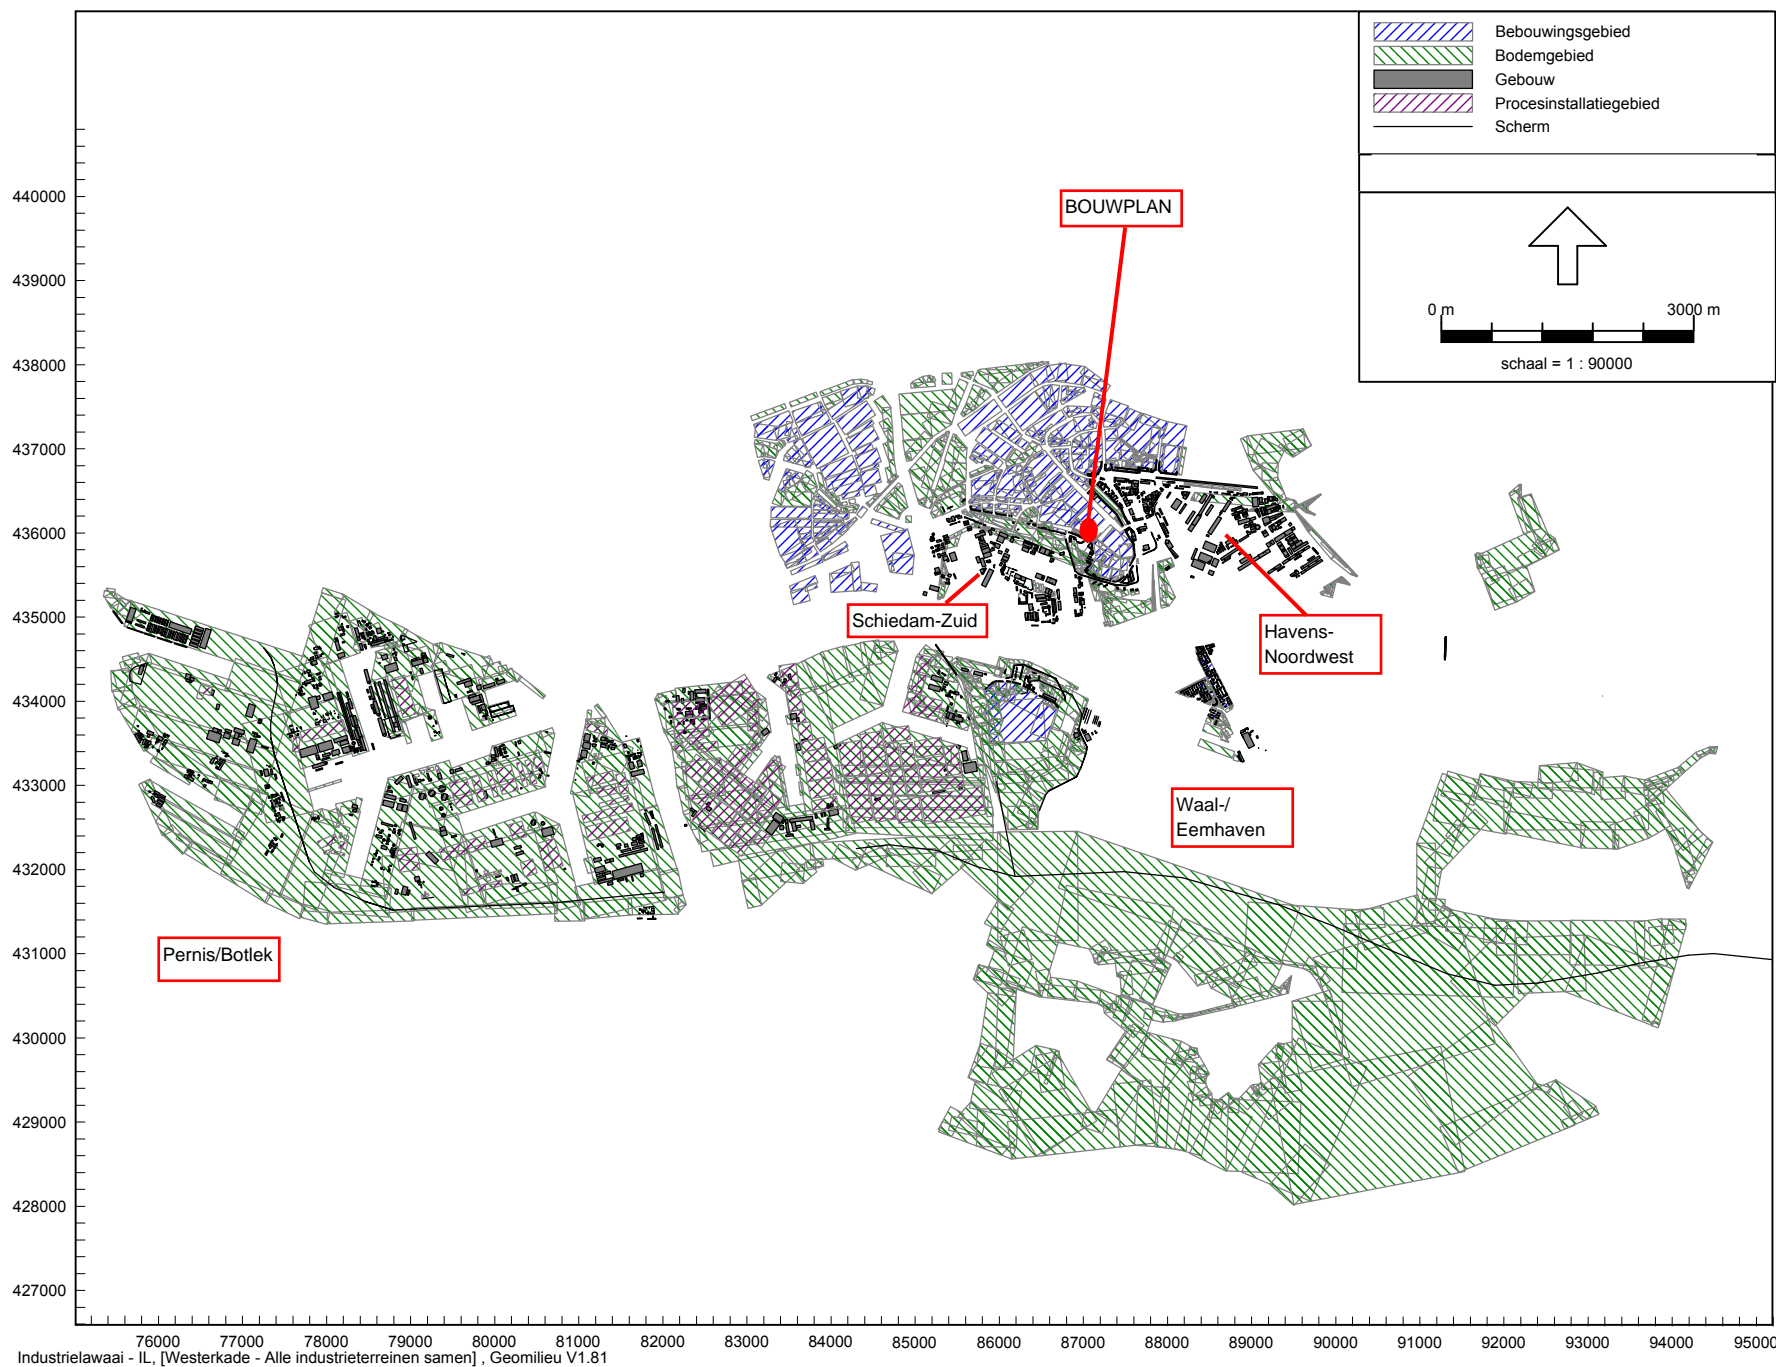 Bebouwingsgebied
Bodemgebied
Gebouw
Procesinstallatiegebied
Scherm
0 m 3000 m
schaal = 1 : 90000
BOUWPLAN
Schiedam-Zuid
Havens-
Noordwest
Waal-/
Eemhaven
Pernis/Botlek
440000
439000
438000
437000
436000
435000
434000
433000
432000
431000
430000
429000
428000
427000
76000 77000 78000 79000 80000 81000 82000 83000 84000 85000 86000 87000 88000 89000 90000 91000 92000 93000 94000 95000
Industrielawaai - IL, [Westerkade - Alle industrieterreinen samen] , Geomilieu V1.81